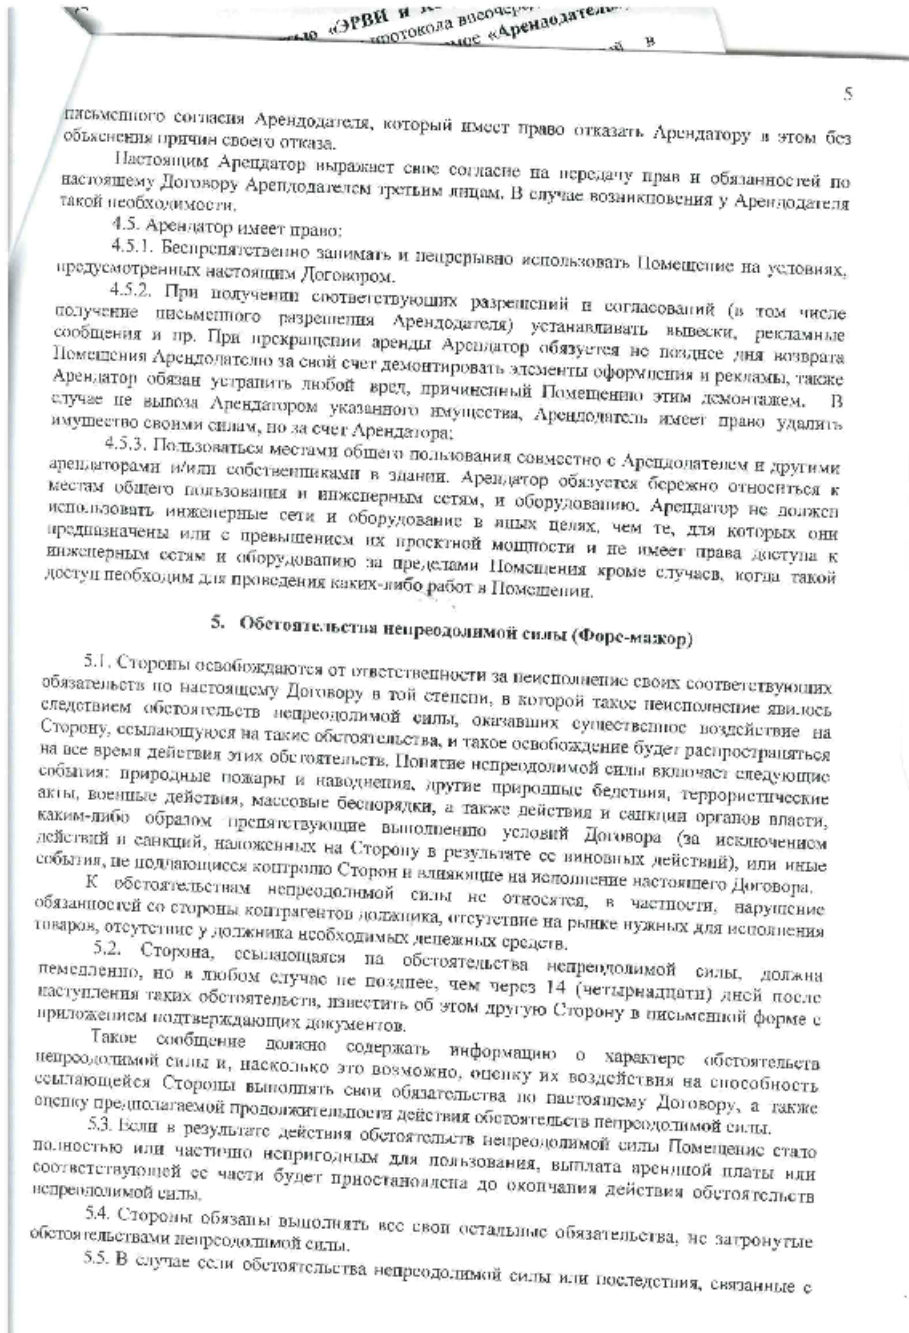 «ЭРВИ и
протокола внеочере
«Арендодатель»
в
5
письменного согласия Арендодателя, который имеет право отказать Арендатору в этом без
объяснения причин своего отказа.
Настоящим Арендатор выражает свое согласие на передачу прав и обязанностей по
настоящему Договору Арендодателем третьим лицам. В случае возникновения у Арендодателя
такой необходимости.
4.5. Арендатор имеет право:
4.5.1. Беспрепятственно занимать и непрерывно использовать Помещение на условиях,
предусмотренных настоящим Договором.
4.5.2. При получении соответствующих разрешений и согласований (в том числе
получение письменного разрешения Арендодателя) устанавливать вывески, рекламные
сообщения и пр. При прекращении аренды Арендатор обязуется не позднее дня возврата
Помещения Арендодателю за свой счет демонтировать элементы оформления и рекламы, также
Арендатор обязан устранить любой вред, причиненный Помещению этим демонтажем. В
случае не вывоза Арендатором указанного имущества, Арендодатель имеет право удалить
имущество своими силам, но за счет Арендатора;
4.5.3. Пользоваться местами общего пользования совместно с Арендодателем и другими
арендаторами и/или собственниками в здании. Арендатор обязуется бережно относиться к
местам общего пользования и инженерным сетям, и оборудованию. Арендатор не должен
использовать инженерные сети и оборудование в иных целях, чем те, для которых они
предназначены или с превышением их проектной мощности и не имеет права доступа к
инженерным сетям и оборудованию за пределами Помещения кроме случаев, когда такой
доступ необходим для проведения каких-либо работ в Помещении.
5. Обстоятельства непреодолимой силы (Форс-мажор)
5.1. Стороны освобождаются от ответственности за неисполнение своих соответствующих
обязательств по настоящему Договору в той степени, в которой такое неисполнение явилось
следствием обстоятельств непреодолимой силы, оказавших существенное воздействие на
Сторону, ссылающуюся на такие обстоятельства, и такое освобождение будет распространяться
на все время действия этих обстоятельств. Понятие непреодолимой силы включает следующие
события: природные пожары и наводнения, другие природные бедствия, террористические
акты, военные действия, массовые беспорядки, а также действия и санкции органов власти,
каким-либо образом препятствующие выполнению условий Договора (за исключением
действий и санкций, наложенных на Сторону в результате ее виновных действий), или иные
события, не поддающиеся контролю Сторон и влияющие на исполнение настоящего Договора.
К обстоятельствам непреодолимой силы не относятся, в частности, нарушение
обязанностей со стороны контрагентов должника, отсутствие на рынке нужных для исполнения
товаров, отсутствие у должника необходимых денежных средств.
5.2. Сторона, ссылающаяся на обстоятельства непреодолимой силы, должна
немедленно, но в любом случае не позднее, чем через 14 (четырнадцати) дней после
наступления таких обстоятельств, известить об этом другую Сторону в письменной форме с
приложением подтверждающих документов.
Такое сообщение должно содержать информацию о характере обстоятельств
непреодолимой силы и, насколько это возможно, оценку их воздействия на способность
ссылающейся Стороны выполнять свои обязательства по настоящему Договору, а также
оценку предполагаемой продолжительности действия обстоятельств непреодолимой силы.
5.3. Если в результате действия обстоятельств непреодолимой силы Помещение стало
полностью или частично непригодным для пользования, выплата арендной платы или
соответствующей ее части будет приостановлена до окончания действия обстоятельств
непреодолимой силы.
5.4. Стороны обязаны выполнять все свои остальные обязательства, не затронутые
обстоятельствами непреодолимой силы.
5.5. В случае если обстоятельства непреодолимой силы или последствия, связанные с